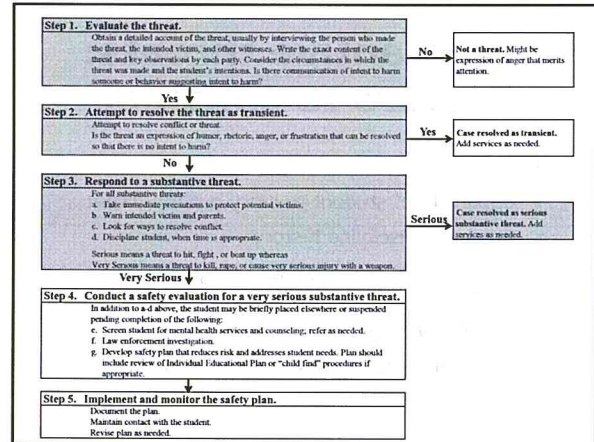 Step 1. Evaluate the threat.
Obtain a detailed account of the threat, usually by interviewing the person who made
the threat, the intended victim, and other witnesses. Write the exact content of the
threat and key observations by each party. Consider the circumstances in which the
threat was made and the student's intentions. Is there communication of intent to harm
someone or behavior suggesting intent to harm?
No
Not a threat. Might be
expression of anger that merits
attention.
Yes
Step 2. Attempt to resolve the threat as transient.
Attempt to resolve conflict or threat.
Is the threat an expression of humor, rhetoric, anger, or frustration that can be resolved
so that there is no intent to harm?
Yes
Case resolved as transient.
Add services as needed.
No
Step 3. Respond to a substantive threat.
For all substantive threats:
a. Take immediate precautions to protect potential victims.
b Warn intended victim and parents.
c. Look for ways to resolve conflict.
d. Discipline student, when time is appropriate.
Serious means a threat to hit, fight , or beat up whereas
Very Serious means a threat to kill, rape, or cause very serious injury with a weapon.
Serious
Case resolved as serious
substantive threat. Add
services as needed.
Very Serious
Step 4. Conduct a safety evaluation for a very serious substantive threat.
In addition to a-d above, the student may be briefly placed elsewhere or suspended
pending completion of the following:
e. Screen student for mental health services and counseling; refer as needed.
f. Law enforcement investigation.
g. Develop safety plan that reduces risk and addresses student needs. Plan should
include review of Individual Educational Plan or "child find" procedures if
appropriate.
Step 5. Implement and monitor the safety plan.
Document the plan.
Maintain contact with the student.
Revise plan as needed.